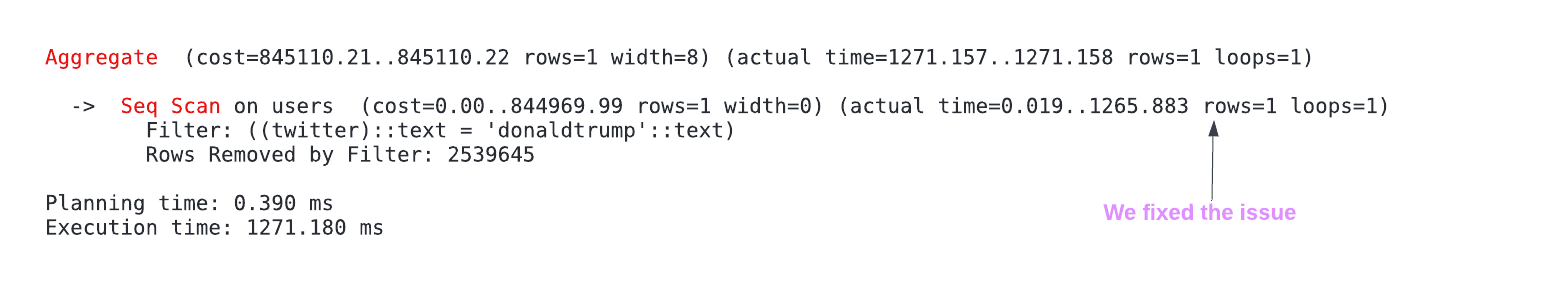 Aggregate  (cost=845110.21..845110.22 rows=1 width=8) (actual time=1271.157..1271.158 rows=1 loops=1)
->  Seq Scan on users  (cost=0.00..844969.99 rows=1 width=0) (actual time=0.019..1265.883 rows=1 loops=1)
Filter: ((twitter)::text = 'donaldtrump'::text)
Rows Removed by Filter: 2539645
Planning time: 0.390 ms
We fixed the issue
Execution time: 1271.180 ms